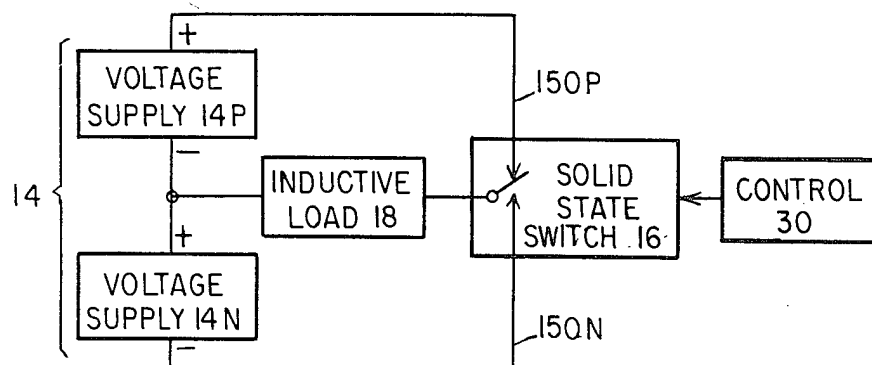 +
VOLTAGE
SUPPLY 14P
−
14
+
VOLTAGE
SUPPLY 14N
−
INDUCTIVE
LOAD 18
150P
SOLID
STATE
SWITCH 16
CONTROL
30
150N